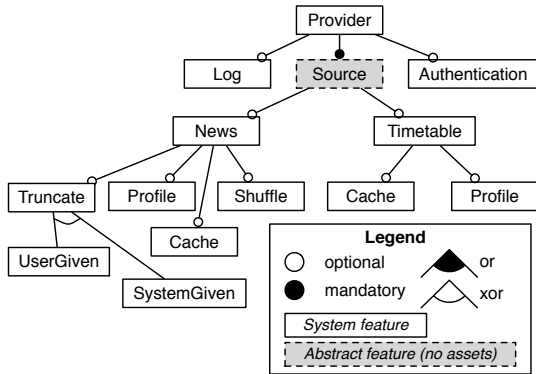 Provider
Log
Source
Authentication
News
Timetable
Truncate
Profile
Shuffle
Cache
Profile
Cache
UserGiven
SystemGiven
Legend
optional
or
mandatory
xor
System feature
Abstract feature (no assets)